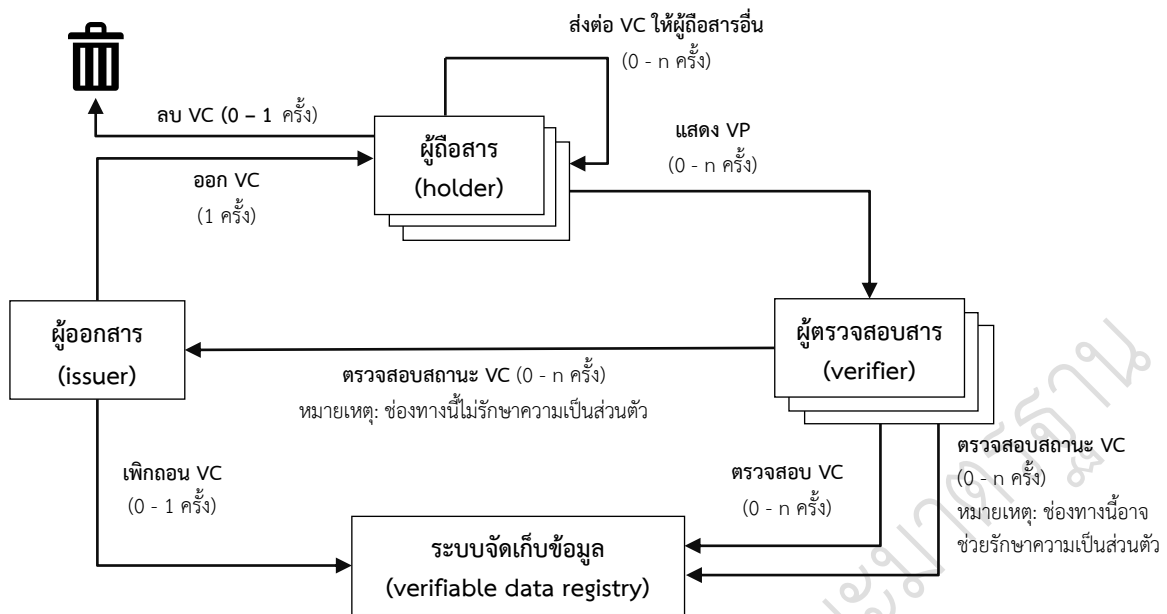 ส่งต่อ VC ให้ผู้ถือสารอื่น
(0 - n ครั้ง)
ลบ VC (0 – 1 ครั้ง)
ผู้ถือสาร
(holder)
แสดง VP
(0 - n ครั้ง)
ออก VC
(1 ครั้ง)
ผู้ออกสาร
(issuer)
ผู้ตรวจสอบสาร
(verifier)
ตรวจสอบสถานะ VC (0 - n ครั้ง)
หมายเหตุ: ช่องทางนี้ไม่รักษาความเป็นส่วนตัว
เพิกถอน VC
(0 - 1 ครั้ง)
ตรวจสอบ VC
(0 - n ครั้ง)
ตรวจสอบสถานะ VC
(0 - n ครั้ง)
หมายเหตุ: ช่องทางนี้อาจ
ช่วยรักษาความเป็นส่วนตัว
ระบบจัดเก็บข้อมูล
(verifiable data registry)